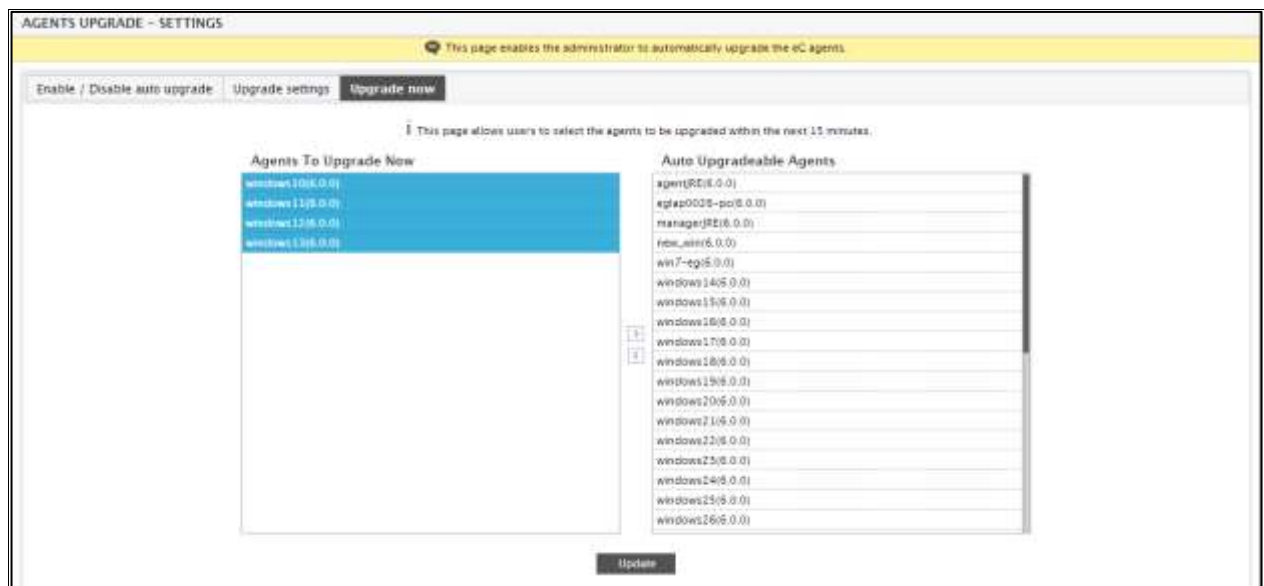 AGENTS UPGRADE - SETTINGS
This page enables the administrator to automatically upgrade the eG agents.
Enable / Disable auto upgrade
Upgrade settings
Upgrade now
This page allows users to select the agents to be upgraded within the next 15 minutes.
Agents To Upgrade Now
windows10(6.0.0)
windows11(6.0.0)
windows12(6.0.0)
windows13(6.0.0)
Auto Upgradeable Agents
agentJRE(6.0.0)
eglap0026-pc(6.0.0)
managerJRE(6.0.0)
new_win(6.0.0)
win7-eg(6.0.0)
windows14(6.0.0)
windows15(6.0.0)
windows16(6.0.0)
windows17(6.0.0)
windows18(6.0.0)
windows19(6.0.0)
windows20(6.0.0)
windows21(6.0.0)
windows22(6.0.0)
windows23(6.0.0)
windows24(6.0.0)
windows25(6.0.0)
windows26(6.0.0)
Update